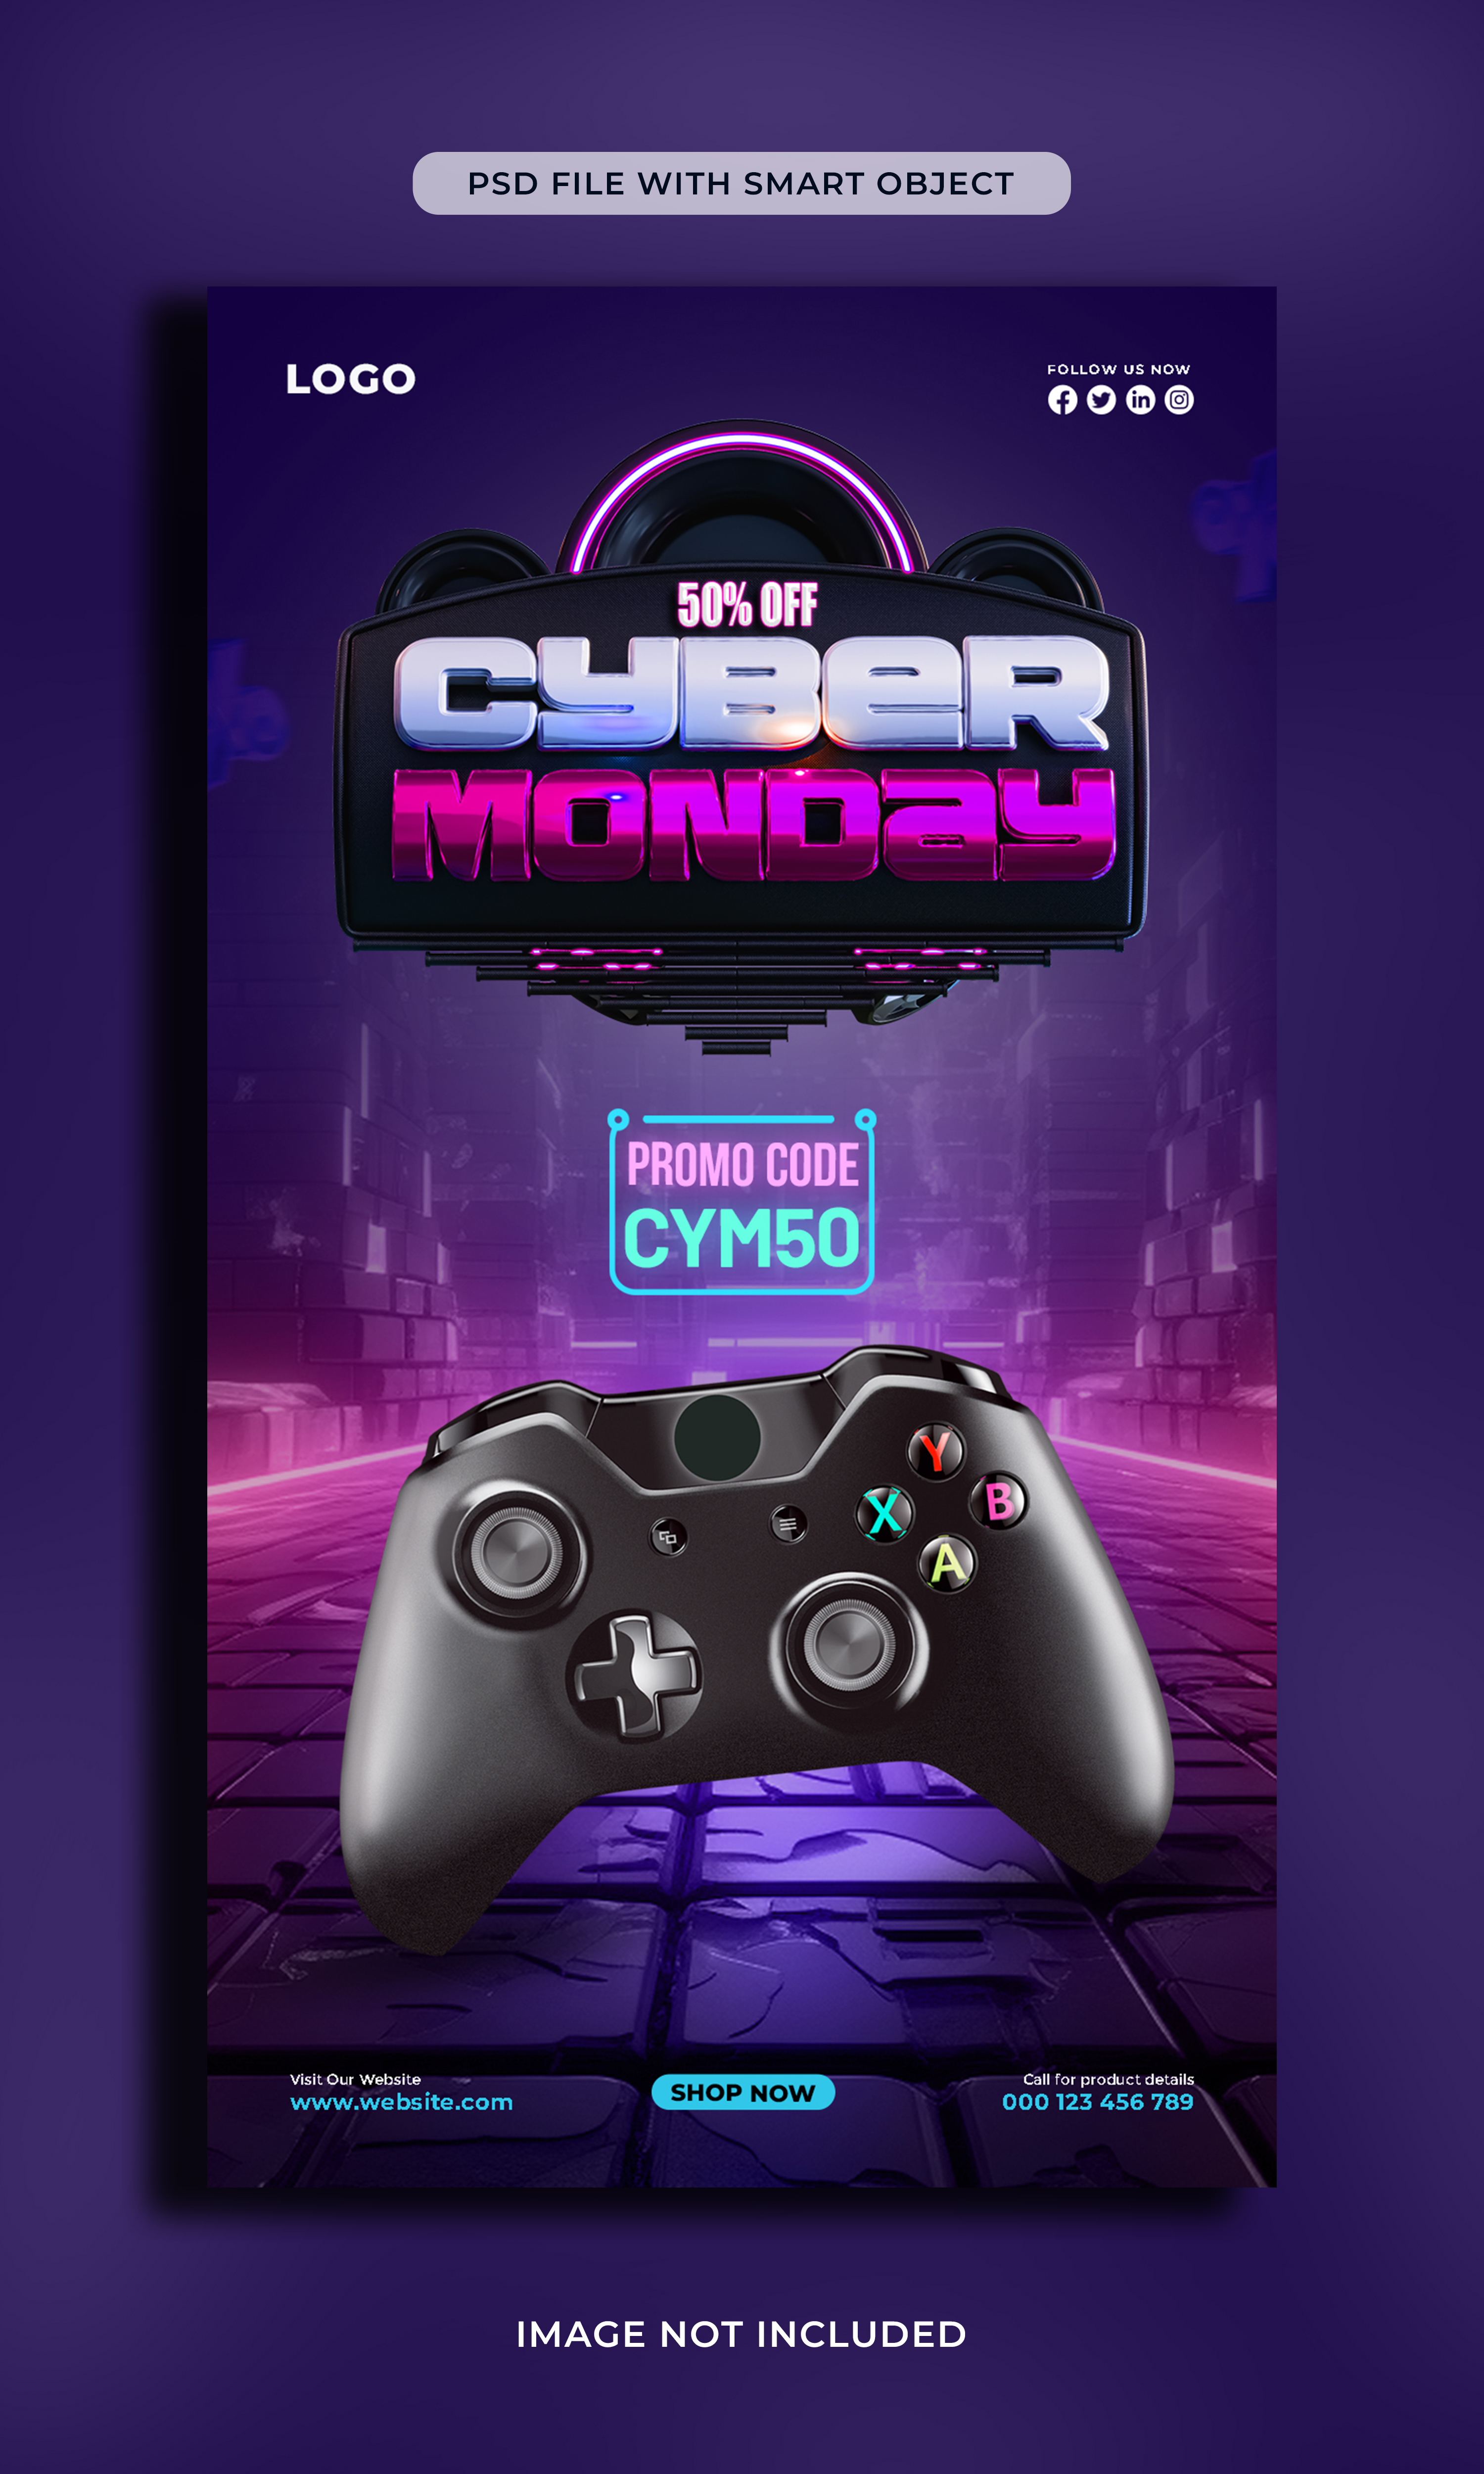 PSD FILE WITH SMART OBJECT
LOGO
FOLLOW US NOW
50% OFF
CYBER
MONDAY
PROMO CODE
CYM50
Y
X
B
A
Visit Our Website
www.website.com
SHOP NOW
Call for product details
000 123 456 789
IMAGE NOT INCLUDED